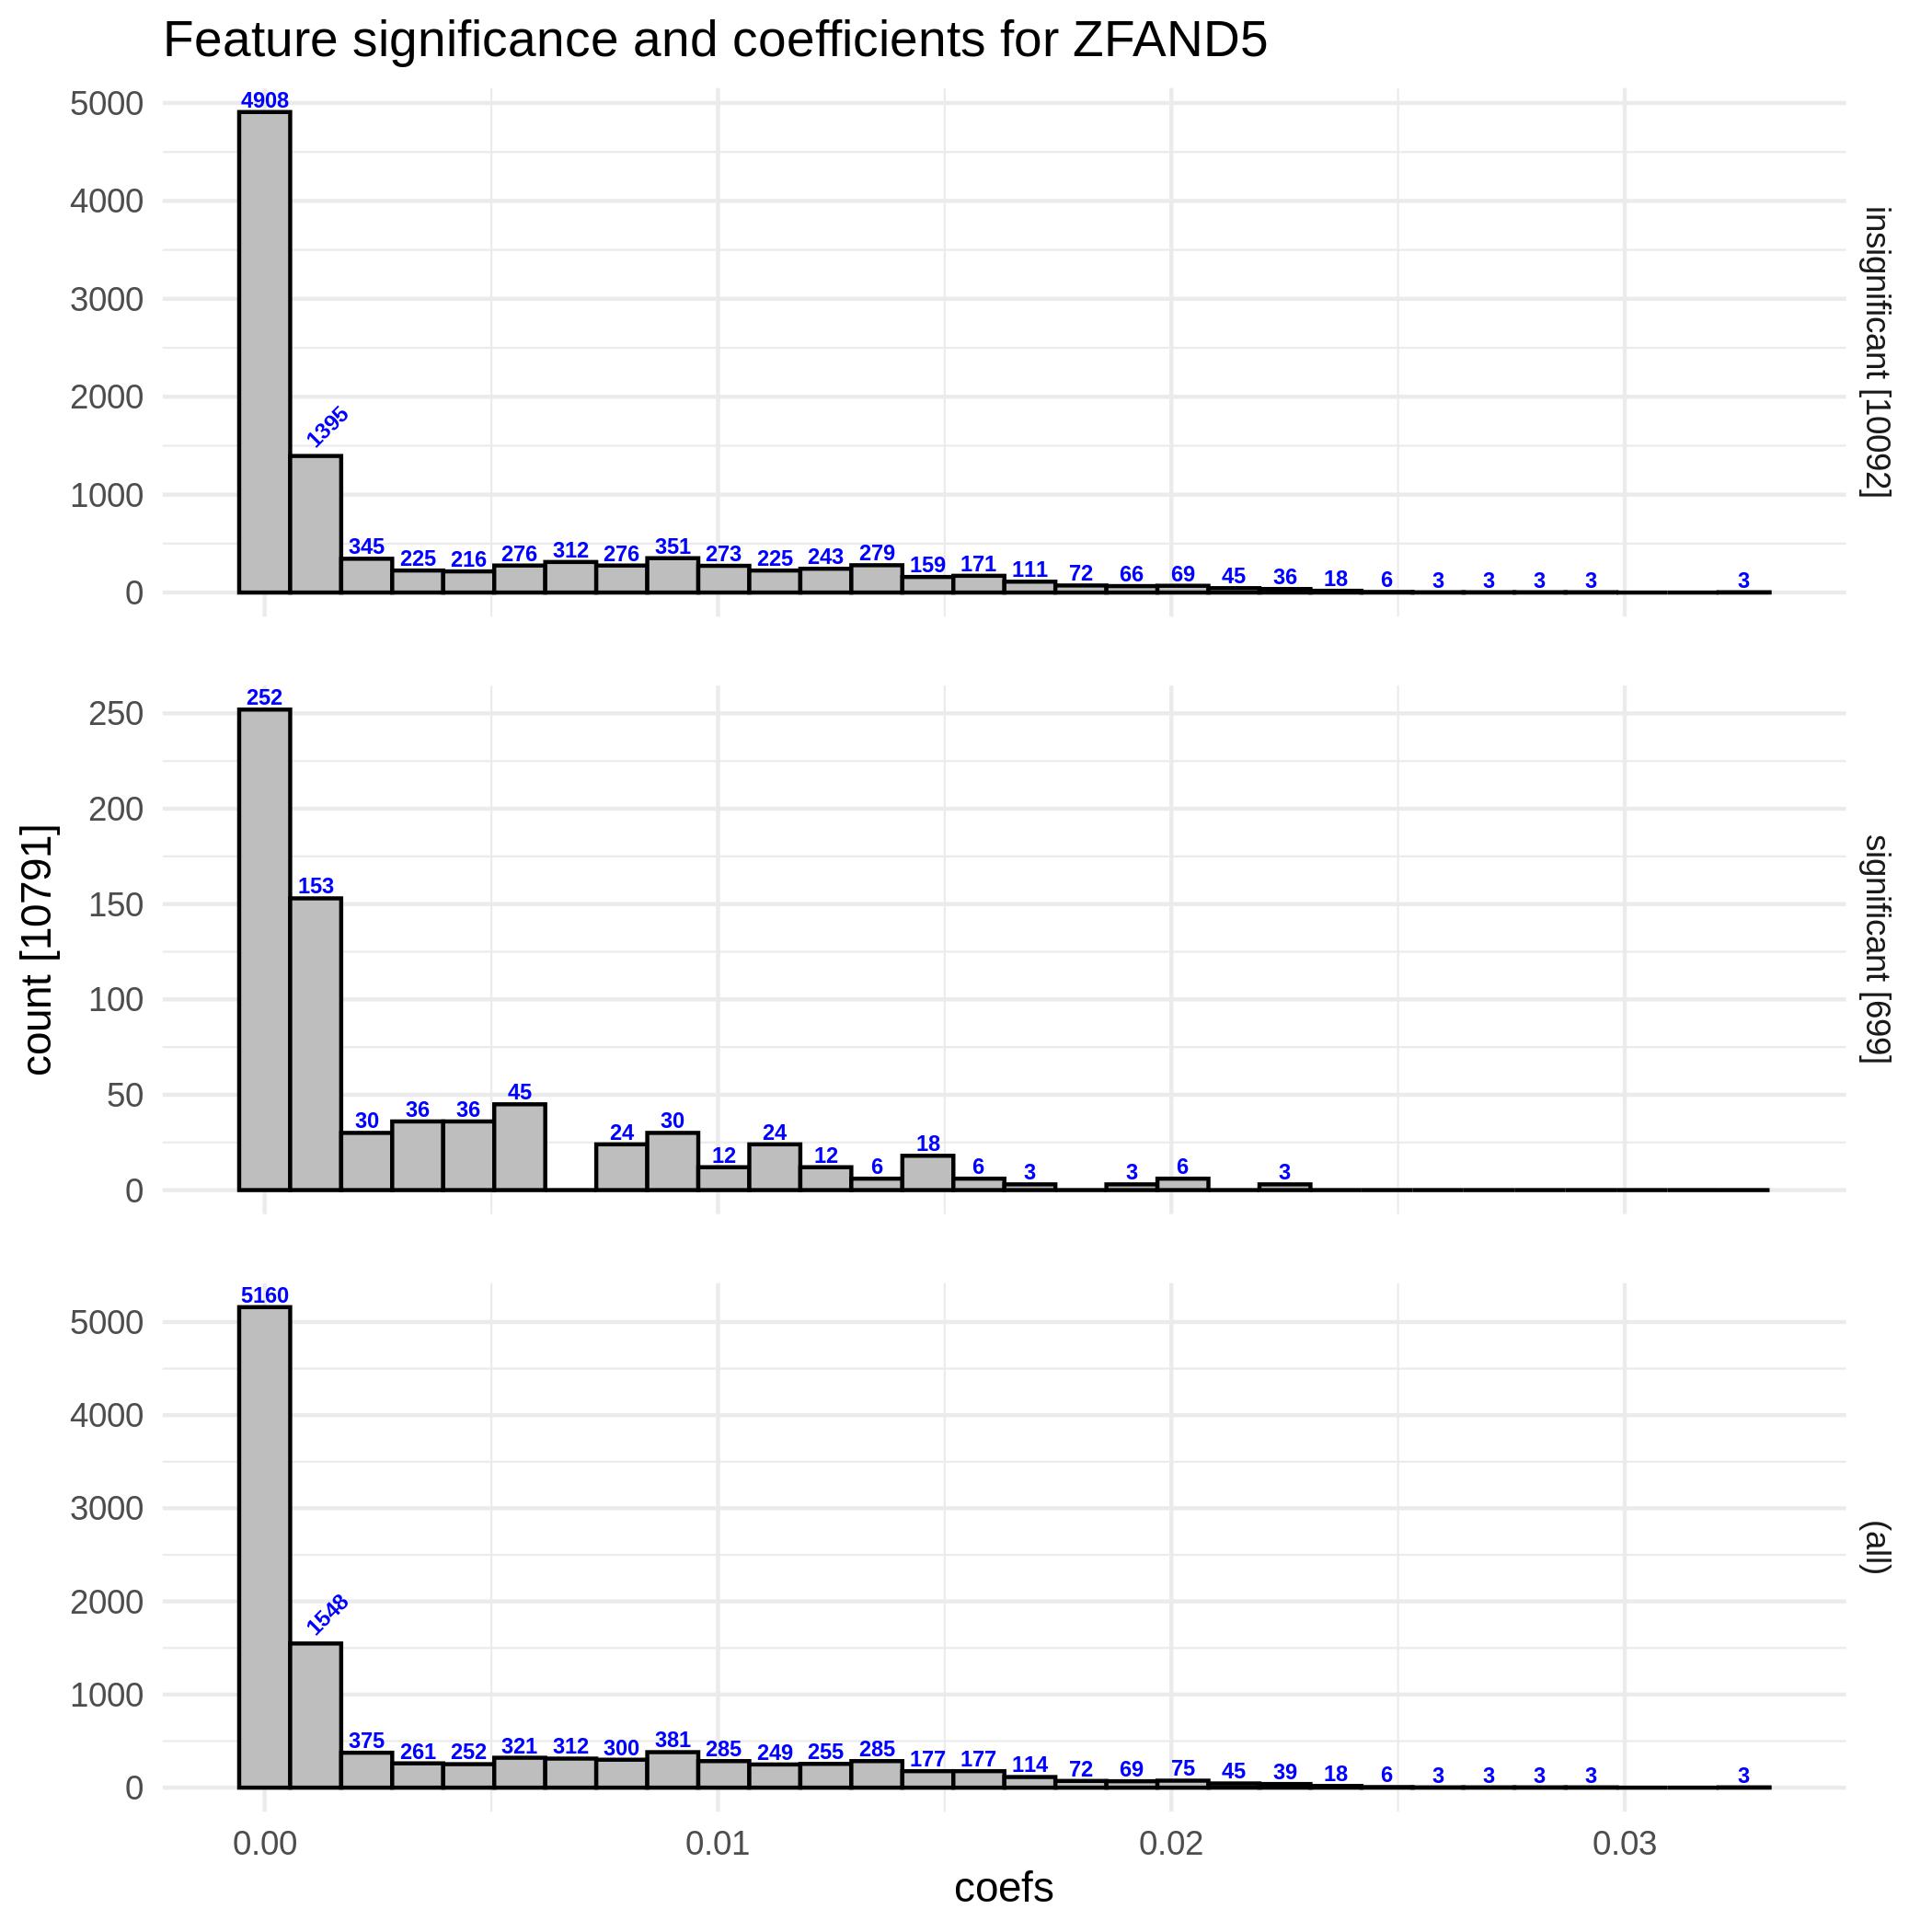 Feature significance and coefficients for ZFAND5
5000
4000
3000
2000
1000
0
4908
1395
345 225 216 276 312 276 351 273 225 243 279 159 171 111 72 66 69 45 36 18 6 3 3 3 3 3
insignificant [10092]
count [10791]
250
200
150
100
50
0
252
153
30 36 36 45 24 30 12 24 12 6 18 6 3 3 6 3
significant [699]
5000
4000
3000
2000
1000
0
5160
1548
375 261 252 321 312 300 381 285 249 255 285 177 177 114 72 69 75 45 39 18 6 3 3 3 3 3
(all)
0.00 0.01 0.02 0.03
coefs